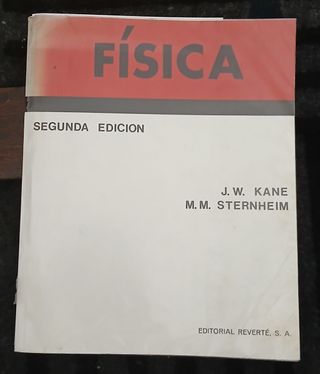 FÍSICA
SEGUNDA EDICION
J. W. KANE
M. M. STERNHEIM
EDITORIAL REVERTÉ, S. A.